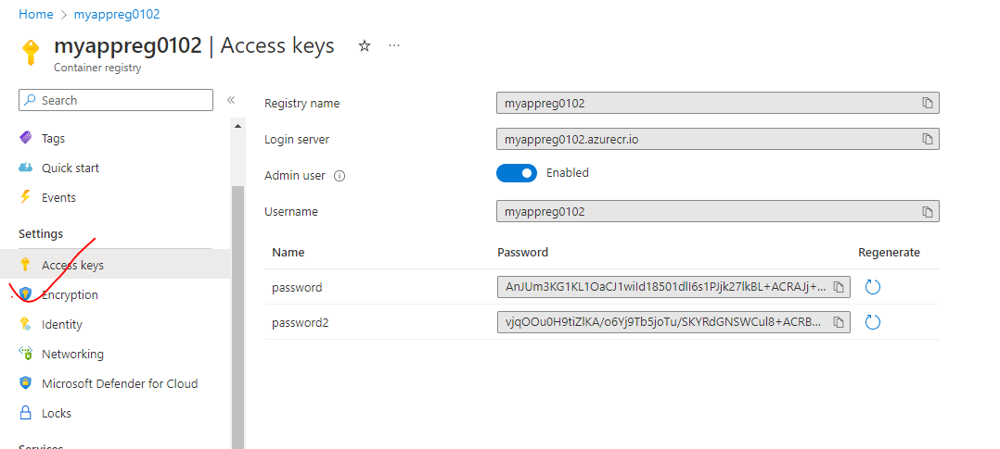 Home > myappreg0102
myappreg0102 | Access keys ☆ ...
Container registry
Search «
Tags
Quick start
Events
Settings
Access keys
Encryption
Identity
Networking
Microsoft Defender for Cloud
Locks
Registry name myappreg0102
Login server myappreg0102.azurecr.io
Admin user Enabled
Username myappreg0102
Name Password Regenerate
password AnJUm3KG1KL1OaCJ1wiId18501dlI6s1PJjk27lkBL+ACRAJj+...
password2 vjqOOu0H9tiZlKA/o6Yj9Tb5joTu/SKYRdGNSWCul8+ACRB...